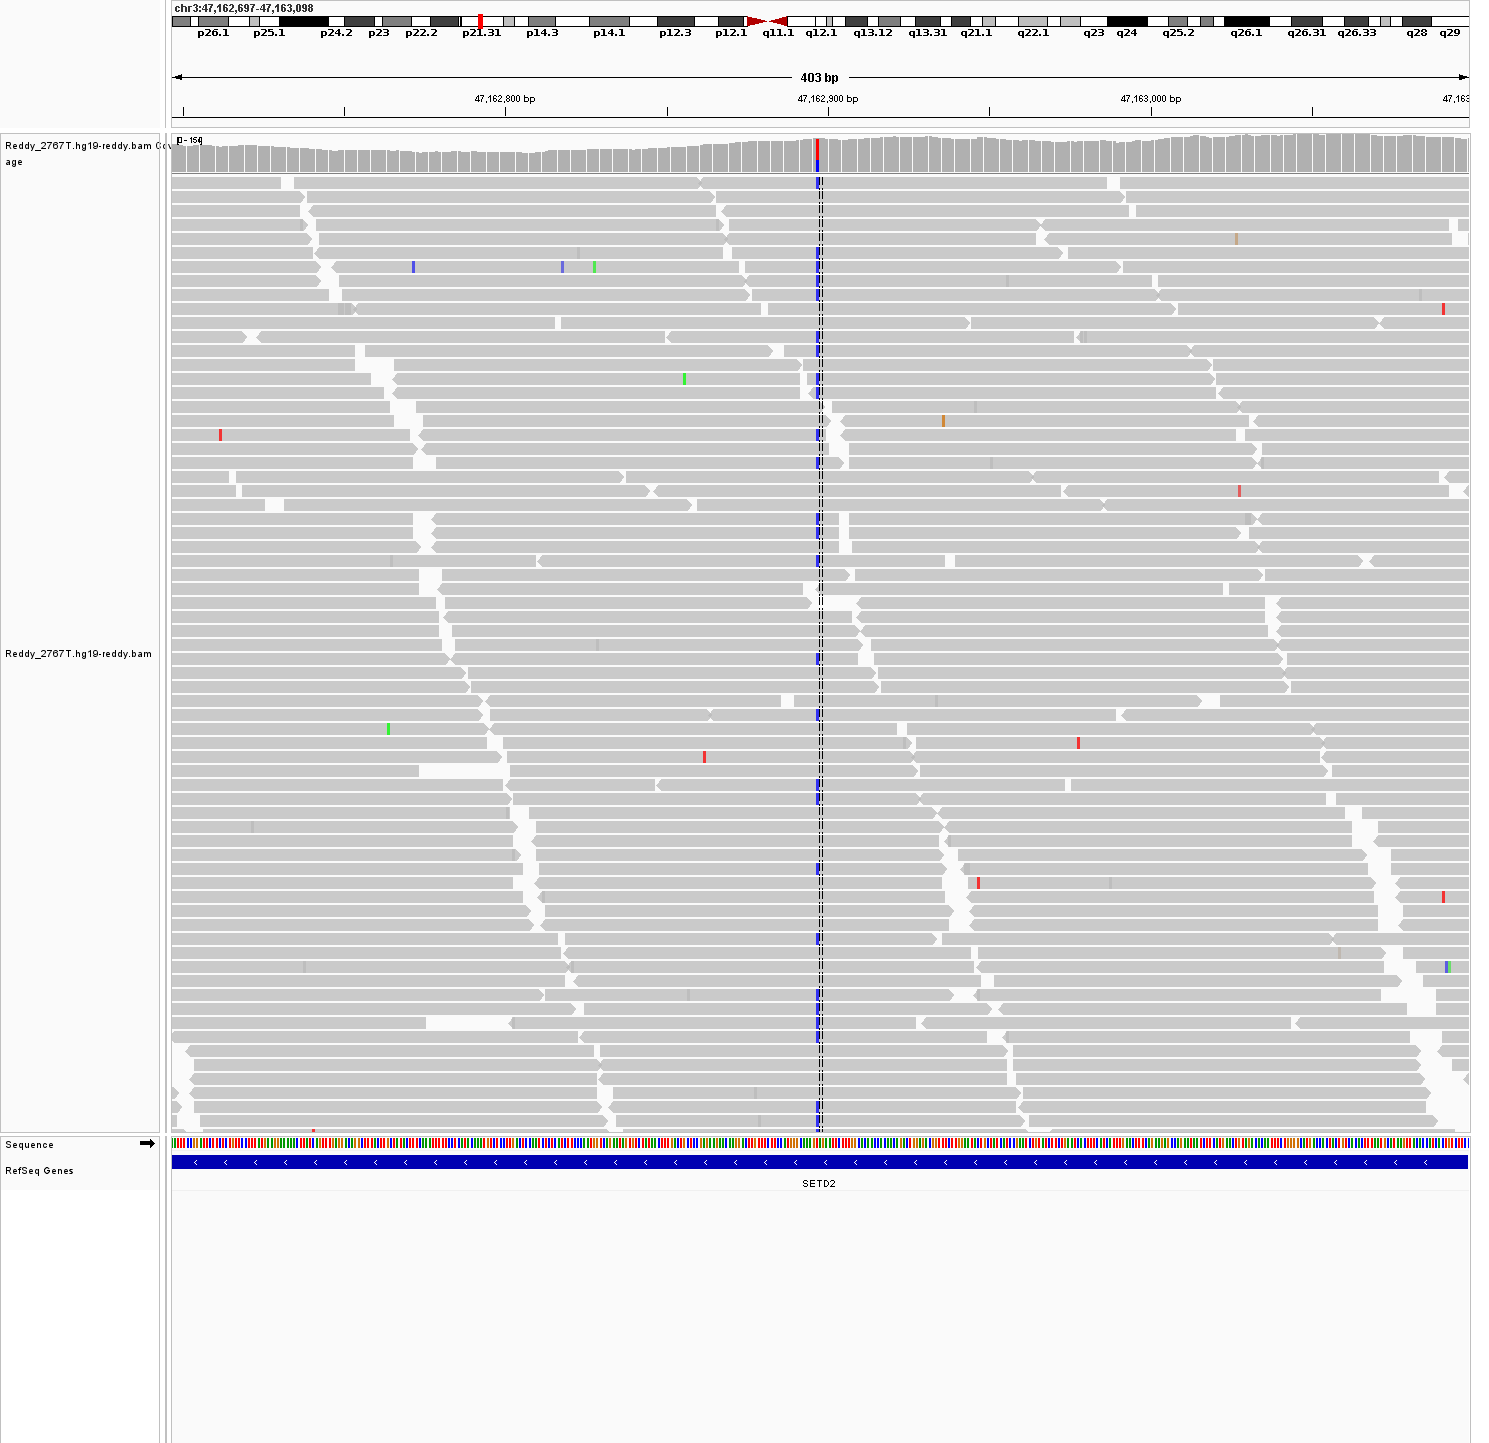 chr3:47,162,697-47,163,098
p26.1 p25.1 p24.2 p23 p22.2 p21.31 p14.3 p14.1 p12.3 p12.1 q11.1 q12.1 q13.12 q13.31 q21.1 q22.1 q23 q24 q25.2 q26.1 q26.31 q26.33 q28 q29
403 bp
47,162,800 bp 47,162,900 bp 47,163,000 bp 47,163
Reddy_2767T.hg19-reddy.bam Cov
age
Reddy_2767T.hg19-reddy.bam
Sequence
RefSeq Genes
SETD2